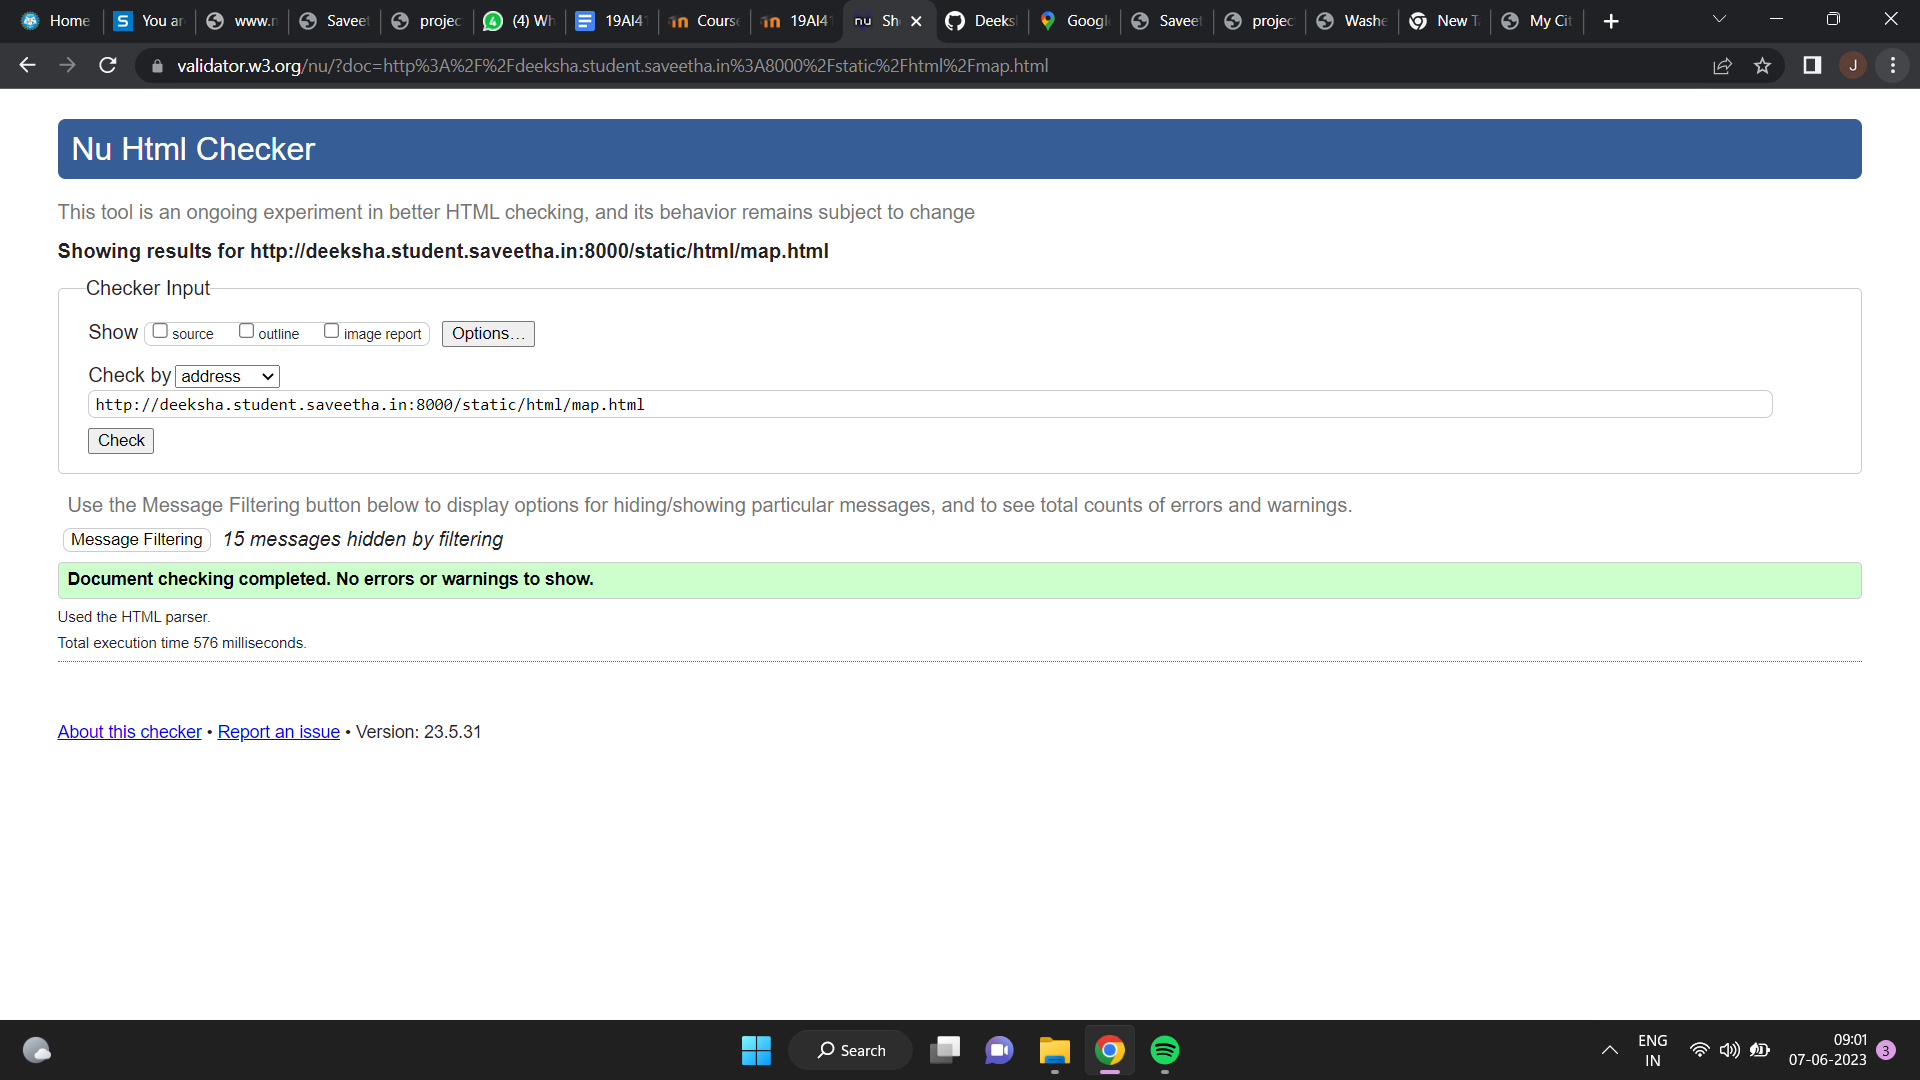 Home
You ar
www.r
Saveet
projec
(4) Wh
19AI41
Course
19AI41
Sh
Deeksh
Google
Saveet
projec
Washe
New T
My Cit
validator.w3.org/nu/?doc=http%3A%2F%2Fdeeksha.student.saveetha.in%3A8000%2Fstatic%2Fhtml%2Fmap.html
J
Nu Html Checker
This tool is an ongoing experiment in better HTML checking, and its behavior remains subject to change
Showing results for http://deeksha.student.saveetha.in:8000/static/html/map.html
Checker Input
Show source outline image report Options...
Check by address
http://deeksha.student.saveetha.in:8000/static/html/map.html
Check
Use the Message Filtering button below to display options for hiding/showing particular messages, and to see total counts of errors and warnings.
Message Filtering 15 messages hidden by filtering
Document checking completed. No errors or warnings to show.
Used the HTML parser.
Total execution time 576 milliseconds.
About this checker • Report an issue • Version: 23.5.31
Search
ENG
IN
09:01
07-06-2023
3